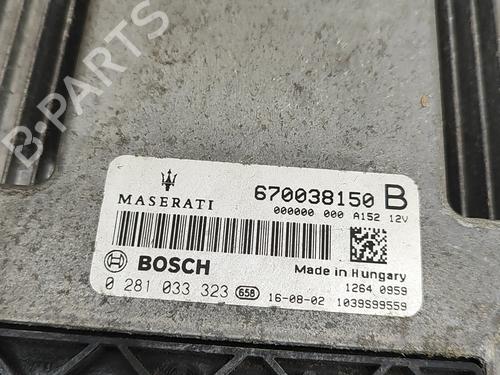 B-PARTS
MASERATI
670038150 B
000000 000 A152 12V
BOSCH
Made in Hungary
1264 0959
0 281 033 323 658 16-08-02 1039S99559